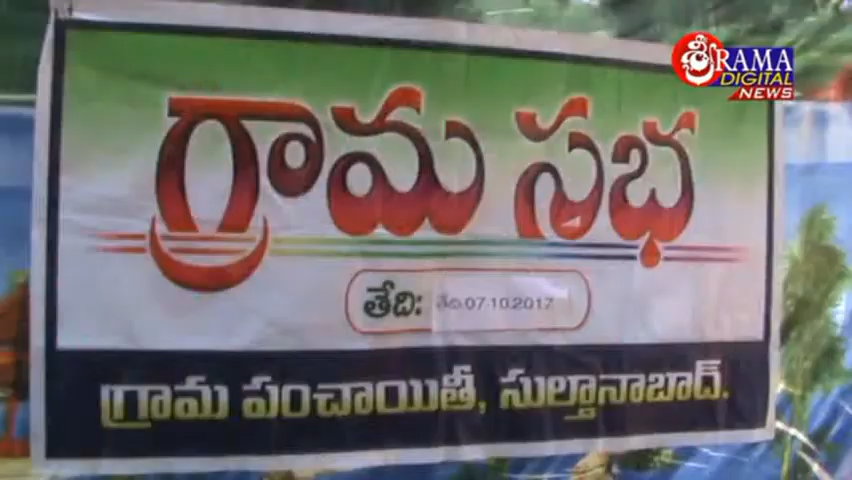 శ్రీRAMA
DIGITAL
NEWS
గ్రామ సభ
తేది: తేది.07-10.2017
గ్రామ పంచాయితీ, సుల్తానాబాద్.